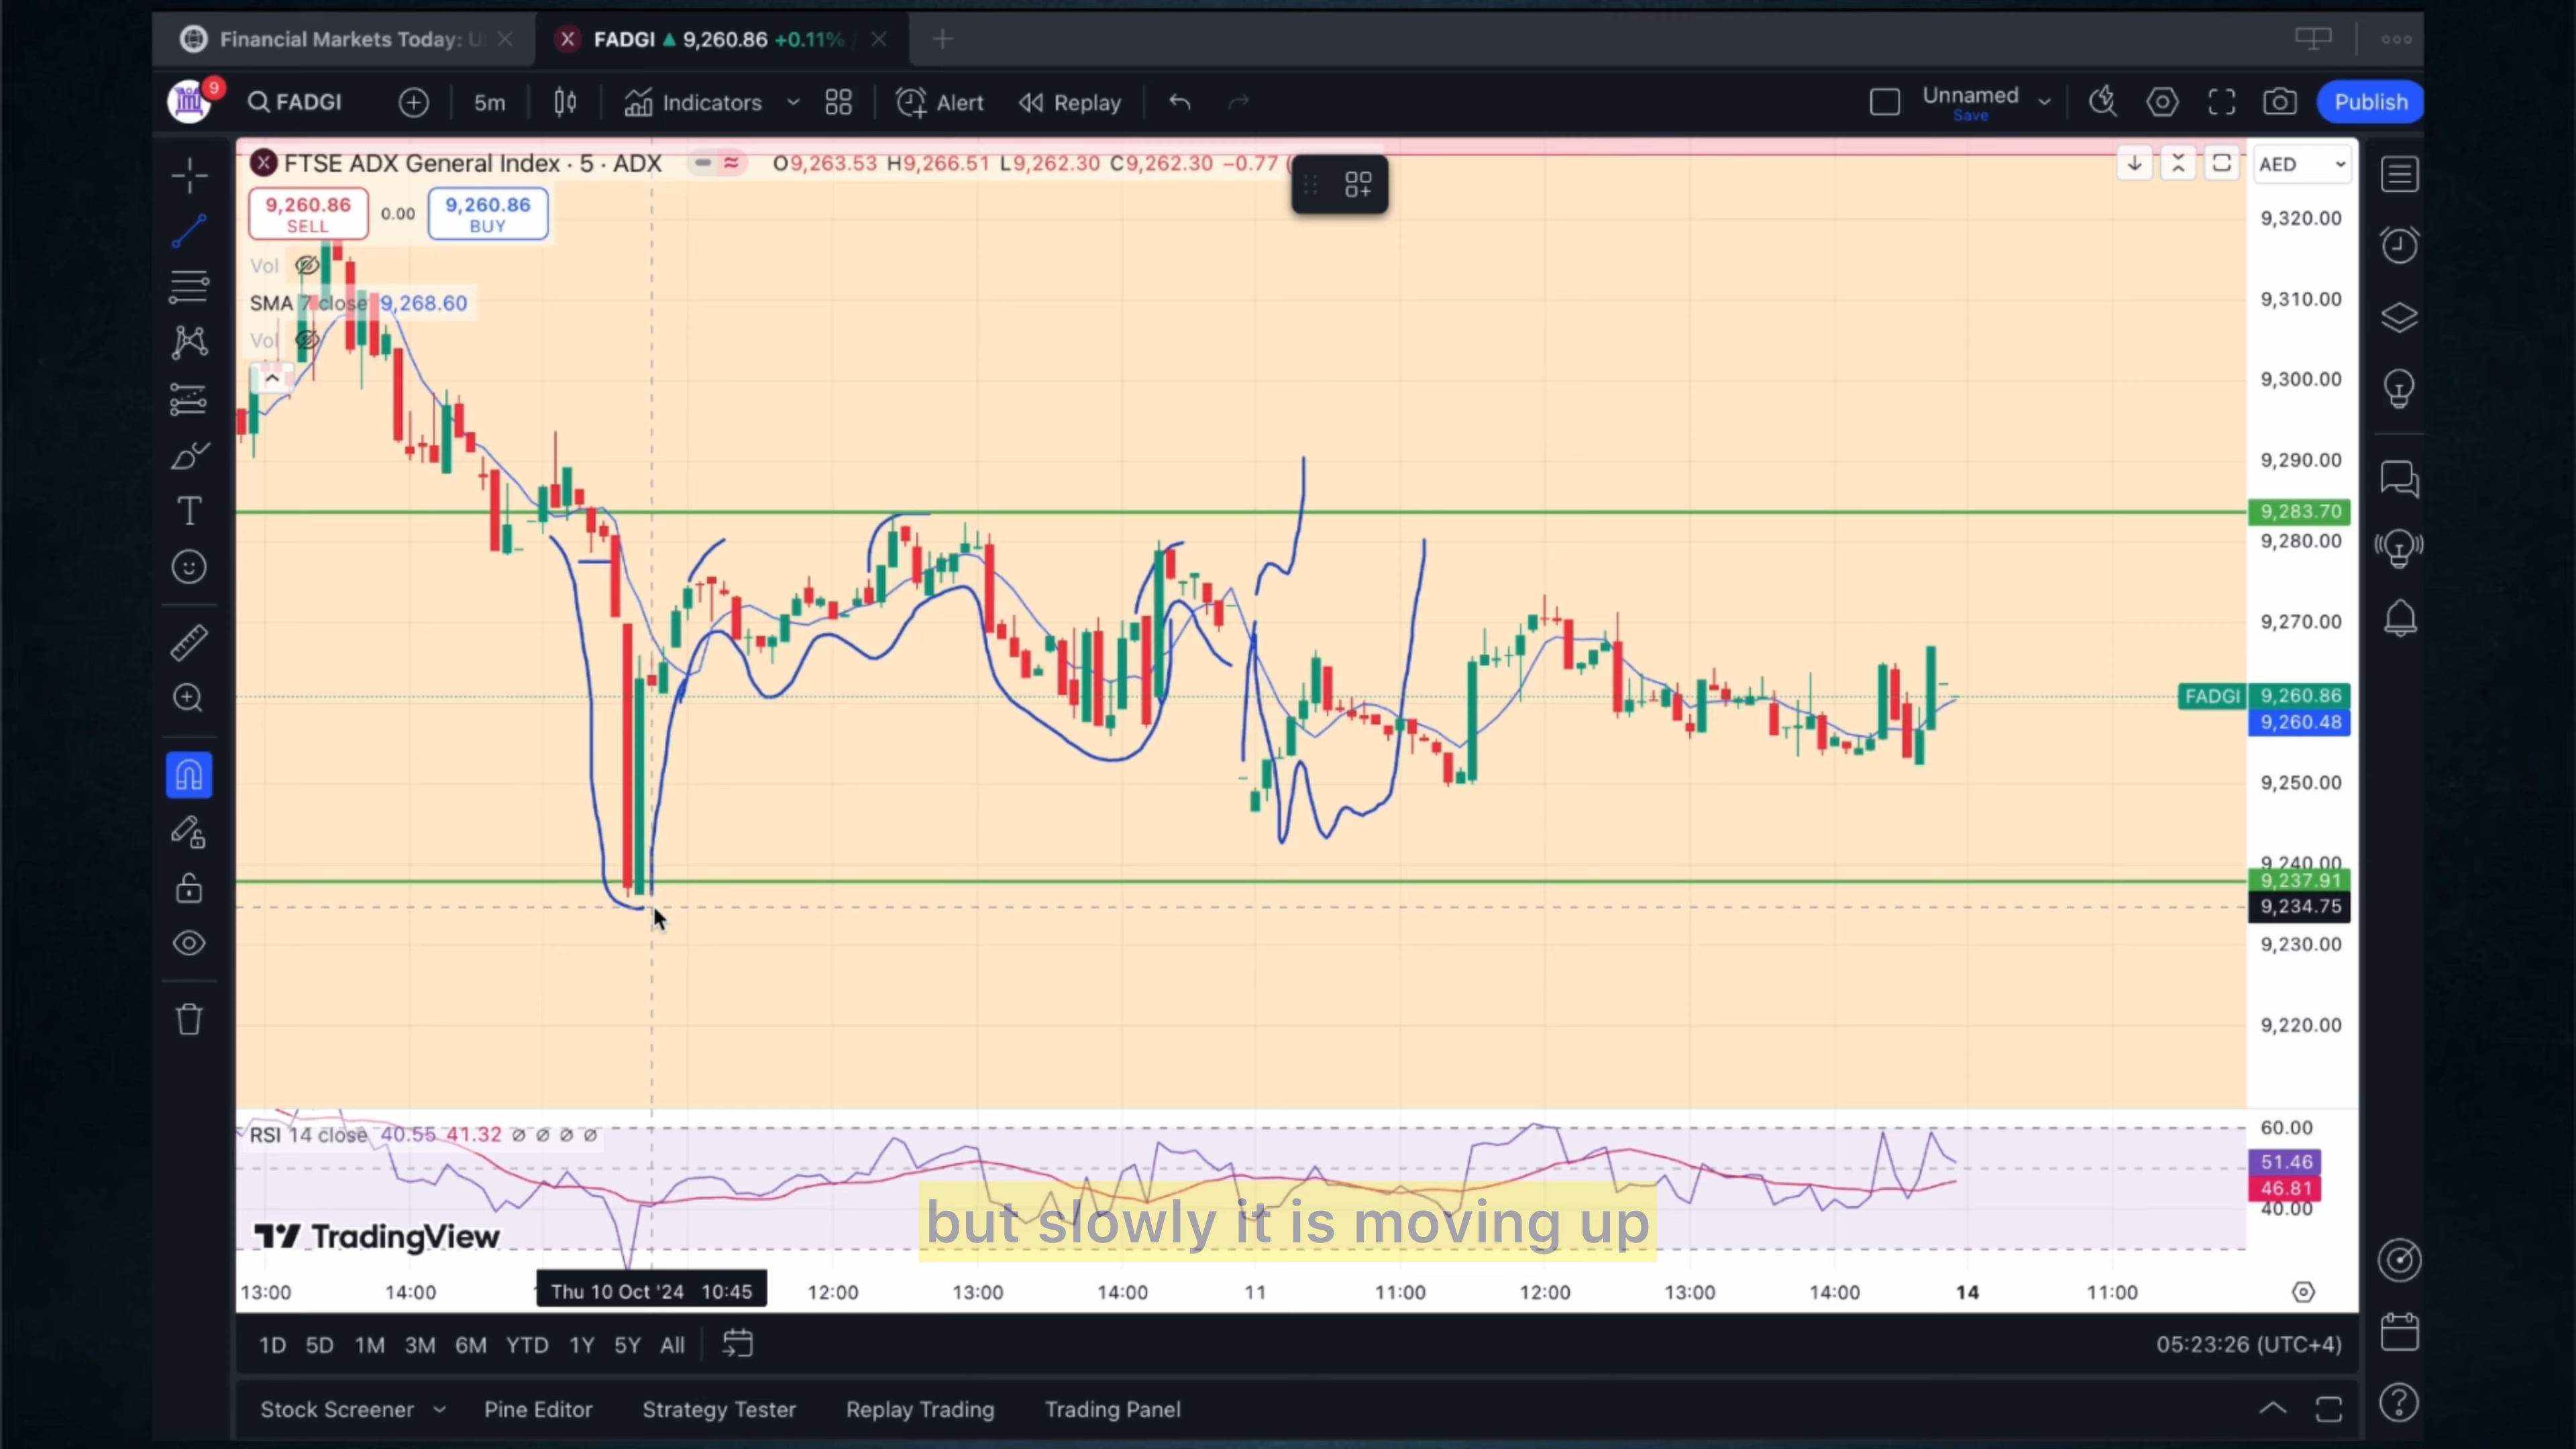 Financial Markets Today: U
FADGI ▲ 9,260.86 +0.11%
9
FADGI
5m
Indicators
Alert
Replay
Unnamed
Save
Publish
FTSE ADX General Index · 5 · ADX
O9,263.53 H9,266.51 L9,262.30 C9,262.30 −0.77 (
AED
9,260.86
SELL
0.00
9,260.86
BUY
Vol
SMA 7 close 9,268.60
Vol
9,320.00
9,310.00
9,300.00
9,290.00
9,283.70
9,280.00
9,270.00
FADGI 9,260.86
9,260.48
9,250.00
9,240.00
9,237.91
9,234.75
9,230.00
9,220.00
RSI 14 close 40.55 41.32 ∅ ∅ ∅ ∅
60.00
51.46
46.81
40.00
but slowly it is moving up
TradingView
13:00 14:00 Thu 10 Oct '24 10:45 12:00 13:00 14:00 11 11:00 12:00 13:00 14:00 14 11:00
1D 5D 1M 3M 6M YTD 1Y 5Y All
05:23:26 (UTC+4)
Stock Screener Pine Editor Strategy Tester Replay Trading Trading Panel